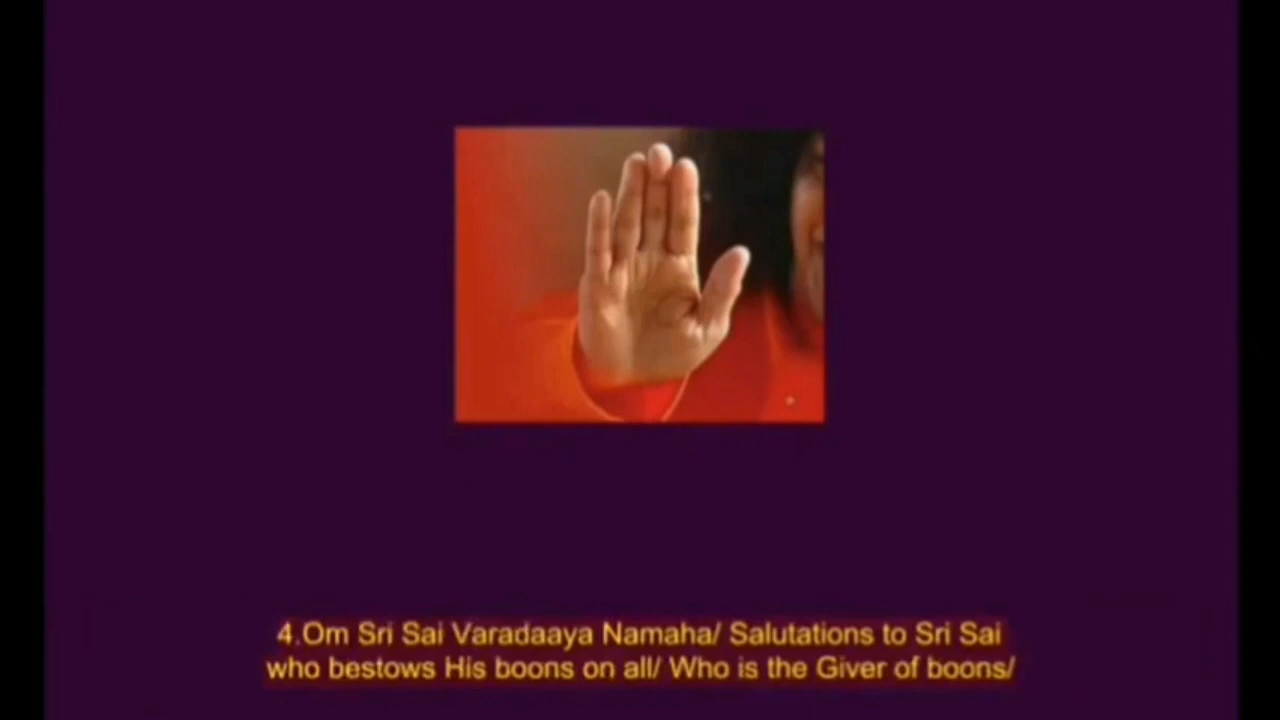 4.Om Sri Sai Varadaaya Namaha/ Salutations to Sri Sai
who bestows His boons on all/ Who is the Giver of boons/